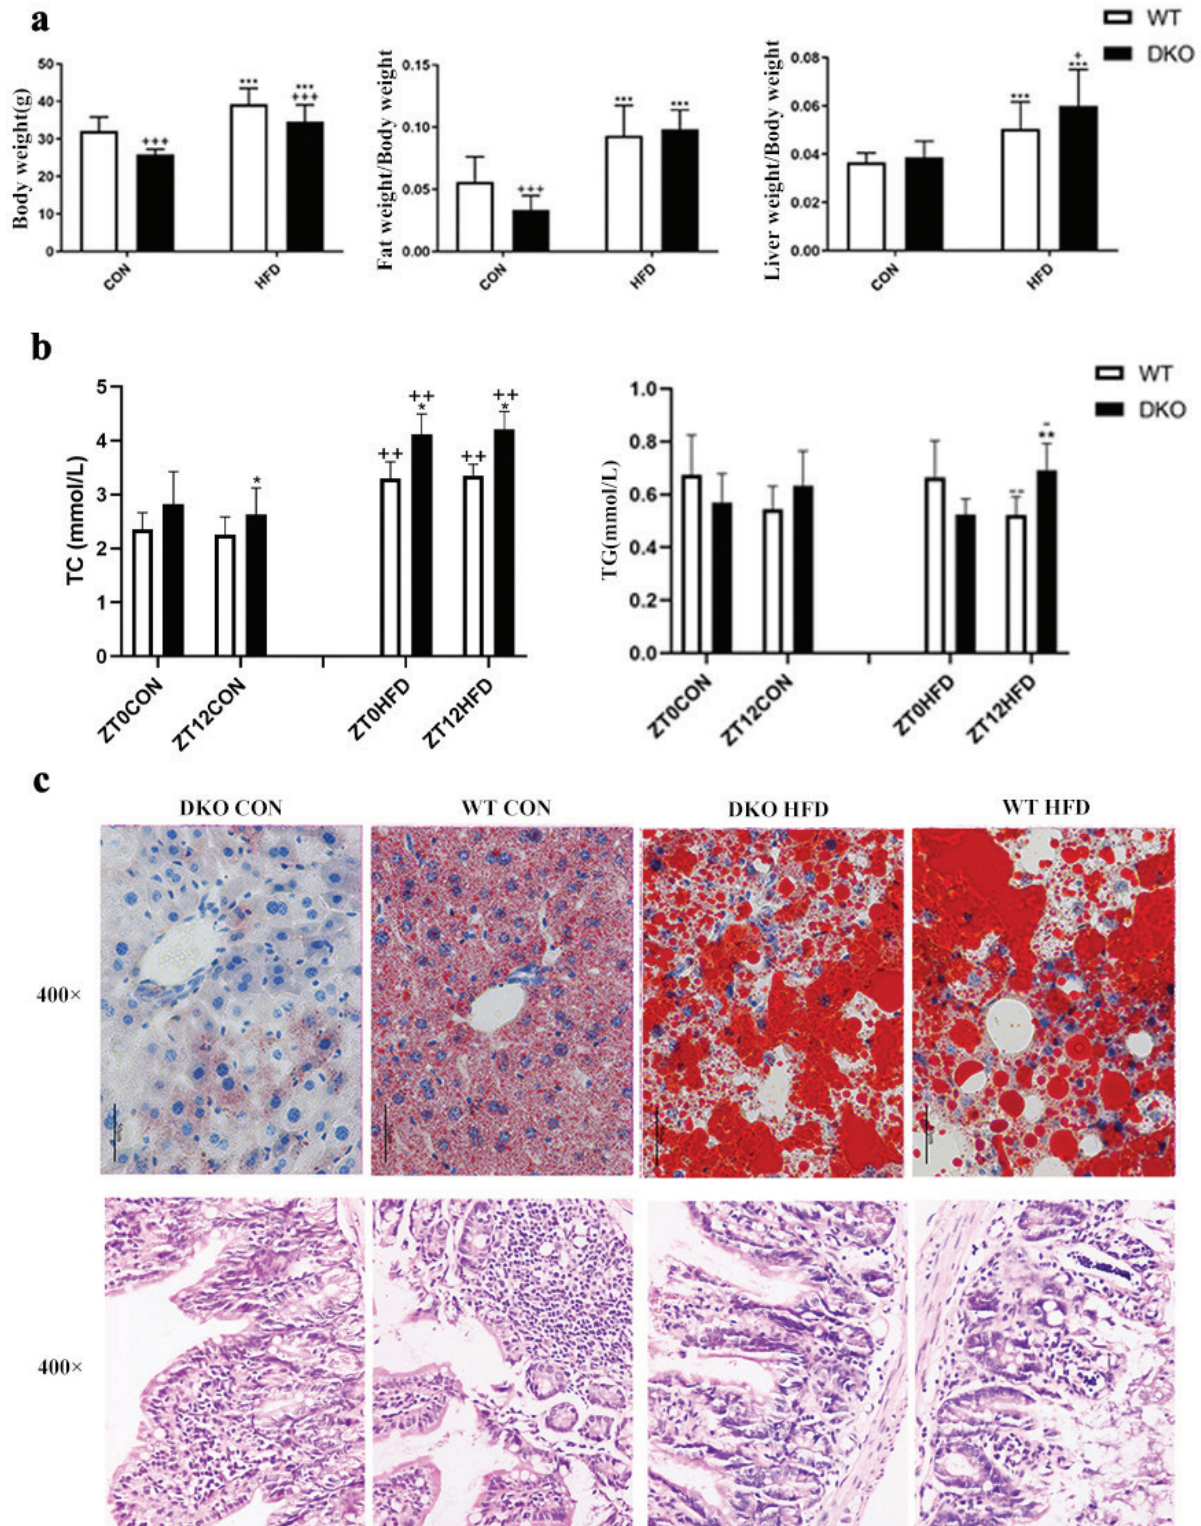 a
WT
DKO
Body weight(g)
50
40
30
20
10
0
+++
***
***
+++
CON
HFD
Fat weight/Body weight
0.15
0.10
0.05
0.00
+++
***
***
CON
HFD
Liver weight/Body weight
0.08
0.06
0.04
0.02
0.00
***
+
***
CON
HFD
b
WT
DKO
TC (mmol/L)
5
4
3
2
1
0
*
++
++
*
++
++
*
ZT0CON
ZT12CON
ZT0HFD
ZT12HFD
TG(mmol/L)
1.0
0.8
0.6
0.4
0.2
0.0
--
-
**
ZT0CON
ZT12CON
ZT0HFD
ZT12HFD
c
DKO CON
WT CON
DKO HFD
WT HFD
400×
400×